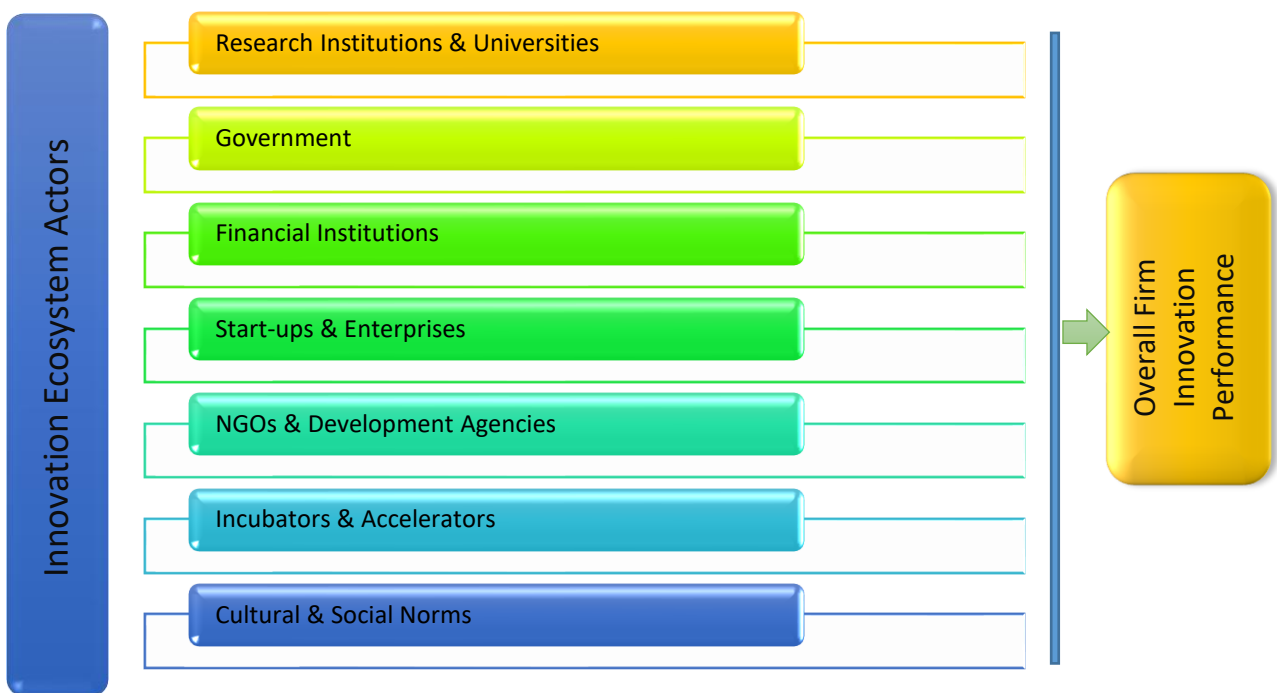 Innovation Ecosystem Actors
Research Institutions & Universities
Government
Financial Institutions
Start-ups & Enterprises
NGOs & Development Agencies
Incubators & Accelerators
Cultural & Social Norms
Overall Firm
Innovation
Performance